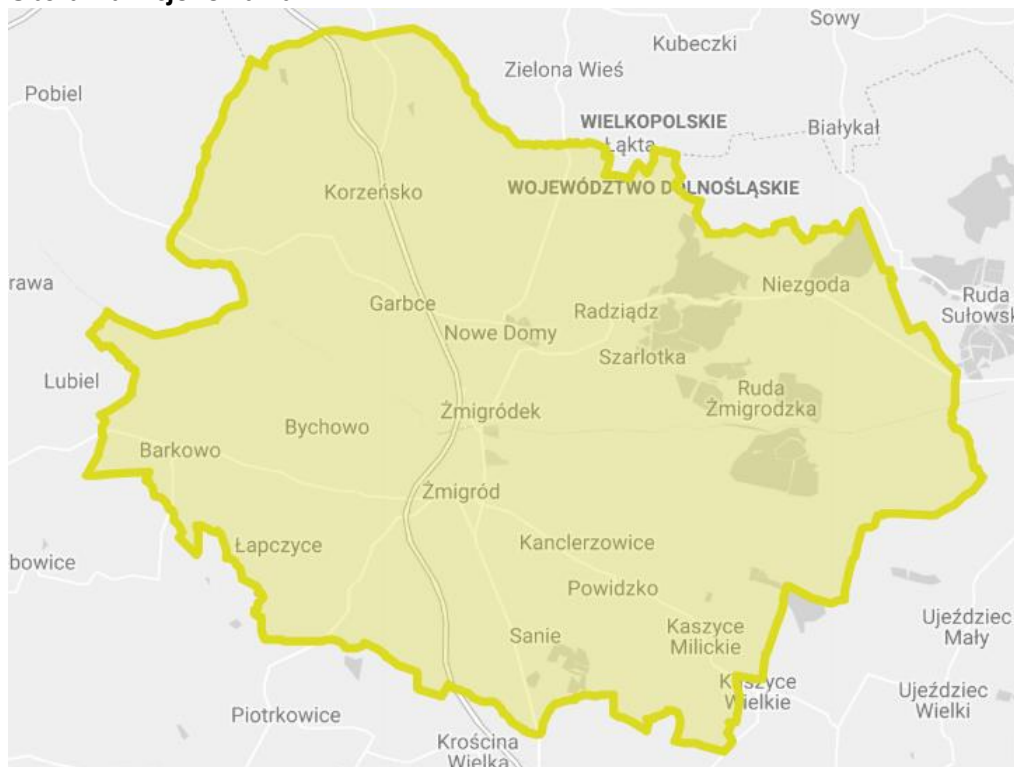 Sowy
Kubeczki
Zielona Wieś
Pobiel
WIELKOPOLSKIE
Łąkta
Białykał
WOJEWÓDZTWO DOLNOŚLĄSKIE
Korzeńsko
rawa
Garbce
Niezgoda
Ruda
Sułowsk
Radziądz
Nowe Domy
Szarlotka
Lubiel
Ruda
Żmigrodzka
Żmigródek
Bychowo
Barkowo
Żmigród
Łapczyce
Kanclerzowice
bowice
Powidzko
Ujeździec
Mały
Sanie
Kaszyce
Milickie
Kaszyce
Wielkie
Ujeździec
Wielki
Piotrkowice
Krościna
Wielka